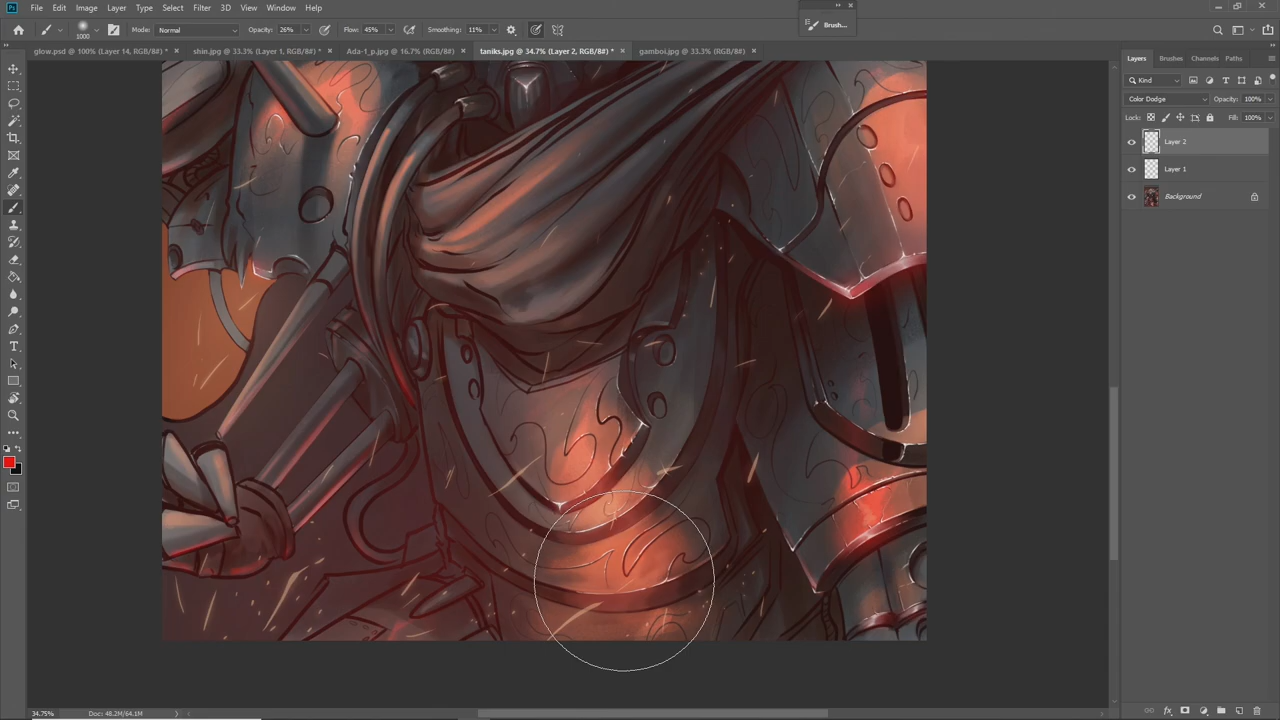 File Edit Image Layer Type Select Filter 3D View Window Help
Brush...
1000 Mode: Normal Opacity: 26% Flow: 45% Smoothing: 11%
glow.psd @ 100% (Layer 14, RGB/8#) * × shin.jpg @ 33.3% (Layer 1, RGB/8#) * × Ada-1_p.jpg @ 16.7% (RGB/8#) × taniks.jpg @ 34.7% (Layer 2, RGB/8#) * × gamboi.jpg @ 33.3% (RGB/8#) ×
Layers Brushes Channels Paths
Kind
Color Dodge Opacity: 100%
Lock: Fill: 100%
Layer 2
Layer 1
Background
34.75% Doc: 48.2M/64.1M